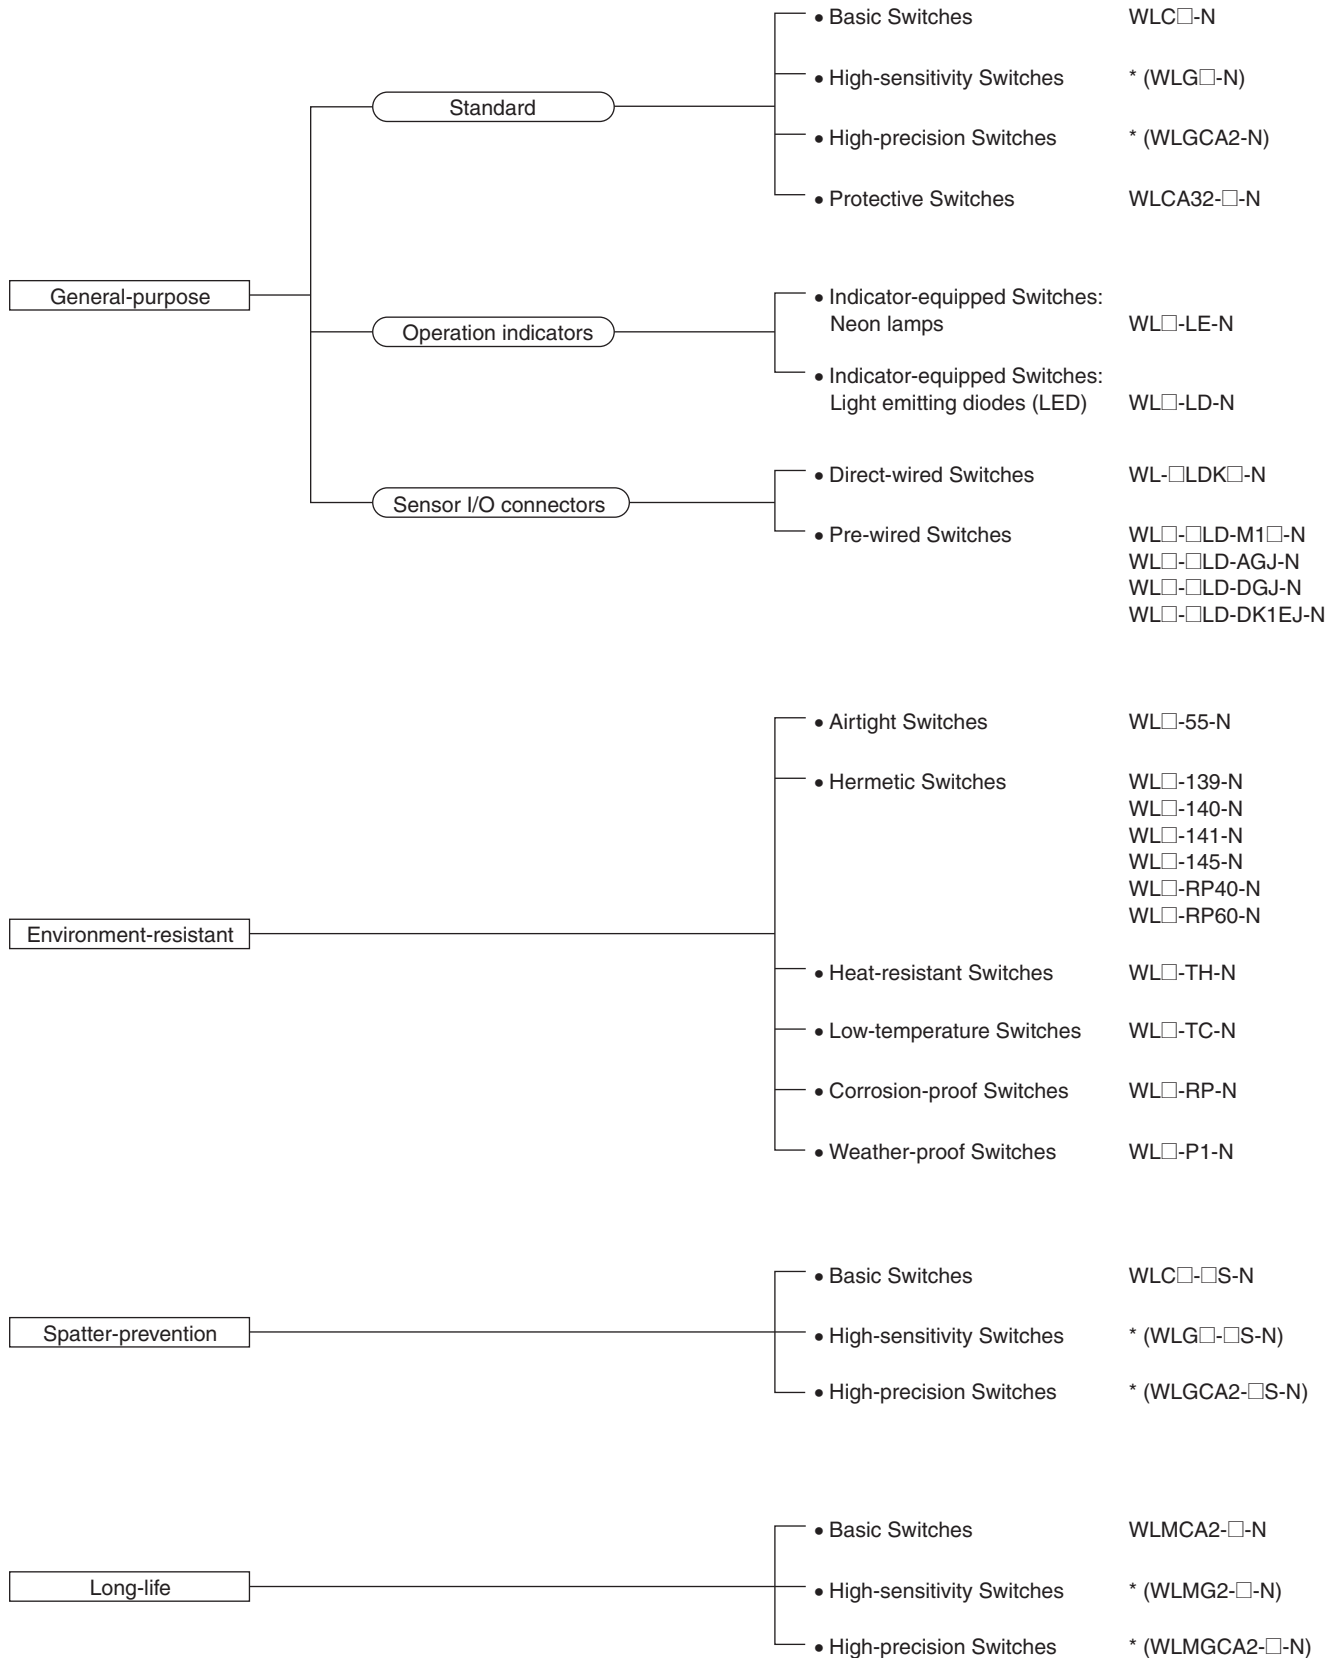 • Basic Switches WLC□-N
• High-sensitivity Switches * (WLG□-N)
Standard
• High-precision Switches * (WLGCA2-N)
• Protective Switches WLCA32-□-N
General-purpose
• Indicator-equipped Switches:
Neon lamps WL□-LE-N
Operation indicators
• Indicator-equipped Switches:
Light emitting diodes (LED) WL□-LD-N
• Direct-wired Switches WL-□LDK□-N
Sensor I/O connectors
• Pre-wired Switches WL□-□LD-M1□-N
WL□-□LD-AGJ-N
WL□-□LD-DGJ-N
WL□-□LD-DK1EJ-N
• Airtight Switches WL□-55-N
• Hermetic Switches WL□-139-N
WL□-140-N
WL□-141-N
WL□-145-N
WL□-RP40-N
WL□-RP60-N
Environment-resistant
• Heat-resistant Switches WL□-TH-N
• Low-temperature Switches WL□-TC-N
• Corrosion-proof Switches WL□-RP-N
• Weather-proof Switches WL□-P1-N
• Basic Switches WLC□-□S-N
Spatter-prevention
• High-sensitivity Switches * (WLG□-□S-N)
• High-precision Switches * (WLGCA2-□S-N)
• Basic Switches WLMCA2-□-N
Long-life
• High-sensitivity Switches * (WLMG2-□-N)
• High-precision Switches * (WLMGCA2-□-N)